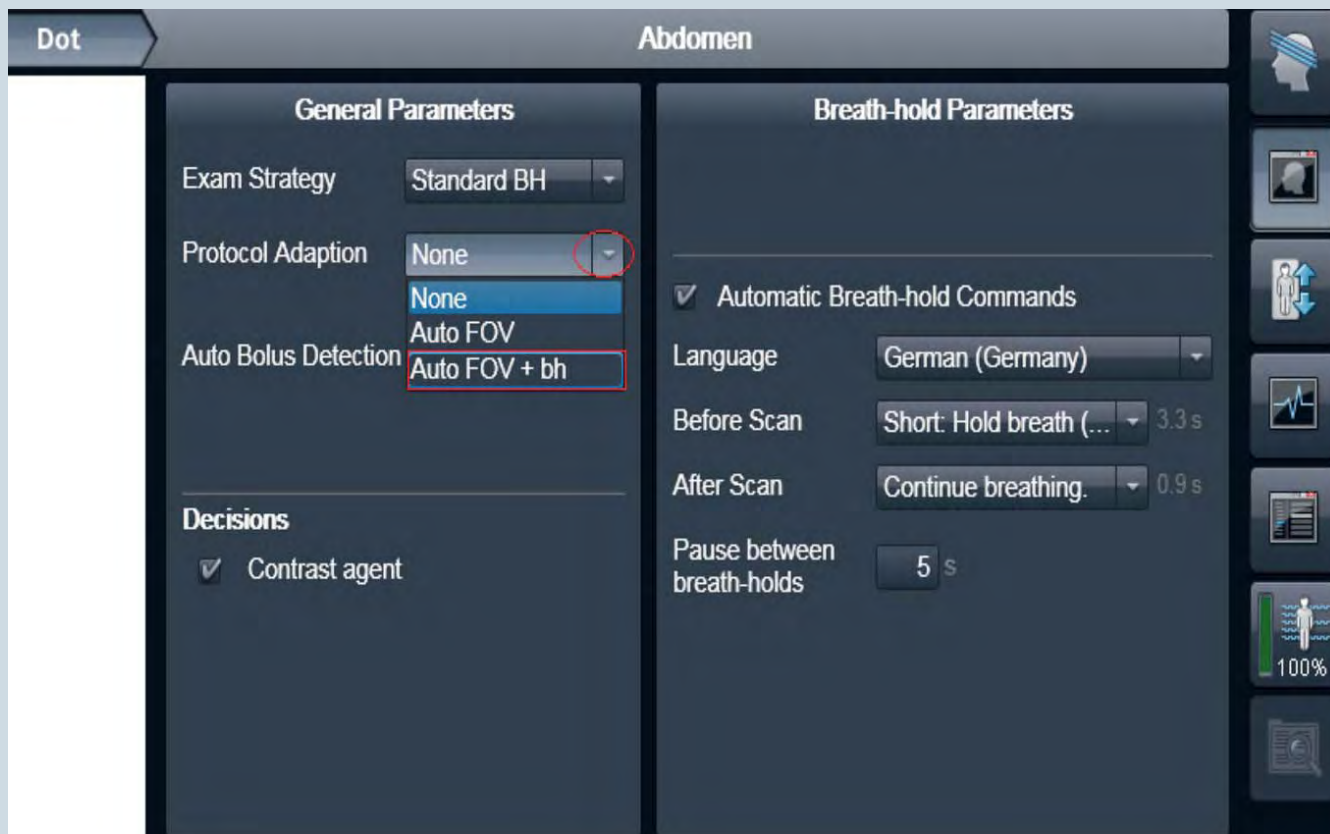 Dot
Abdomen
General Parameters
Exam Strategy
Standard BH
Protocol Adaption
None
None
Auto FOV
Auto FOV + bh
Auto Bolus Detection
Decisions
Contrast agent
Breath-hold Parameters
Automatic Breath-hold Commands
Language
German (Germany)
Before Scan
Short: Hold breath (... 3.3 s
After Scan
Continue breathing. 0.9 s
Pause between
breath-holds
5 s
100%